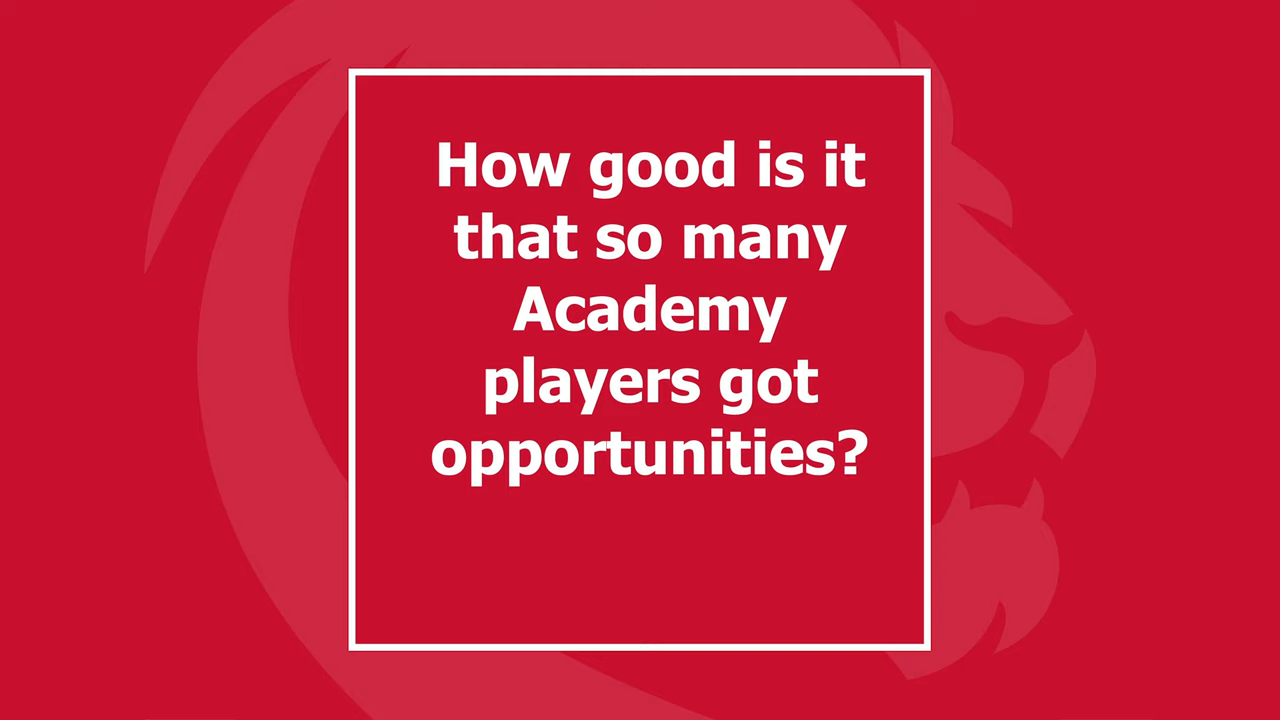 How good is it
that so many
Academy
players got
opportunities?